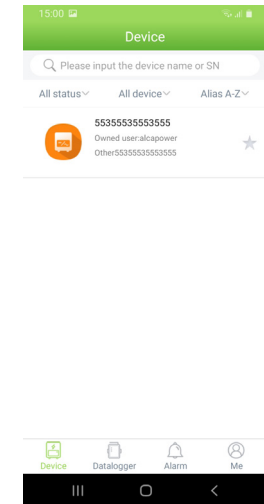 15:00
Device
Please input the device name or SN
All status
All device
Alias A-Z
55355535553555
Owned user:alcapower
Other55355535553555
Device
Datalogger
Alarm
Me